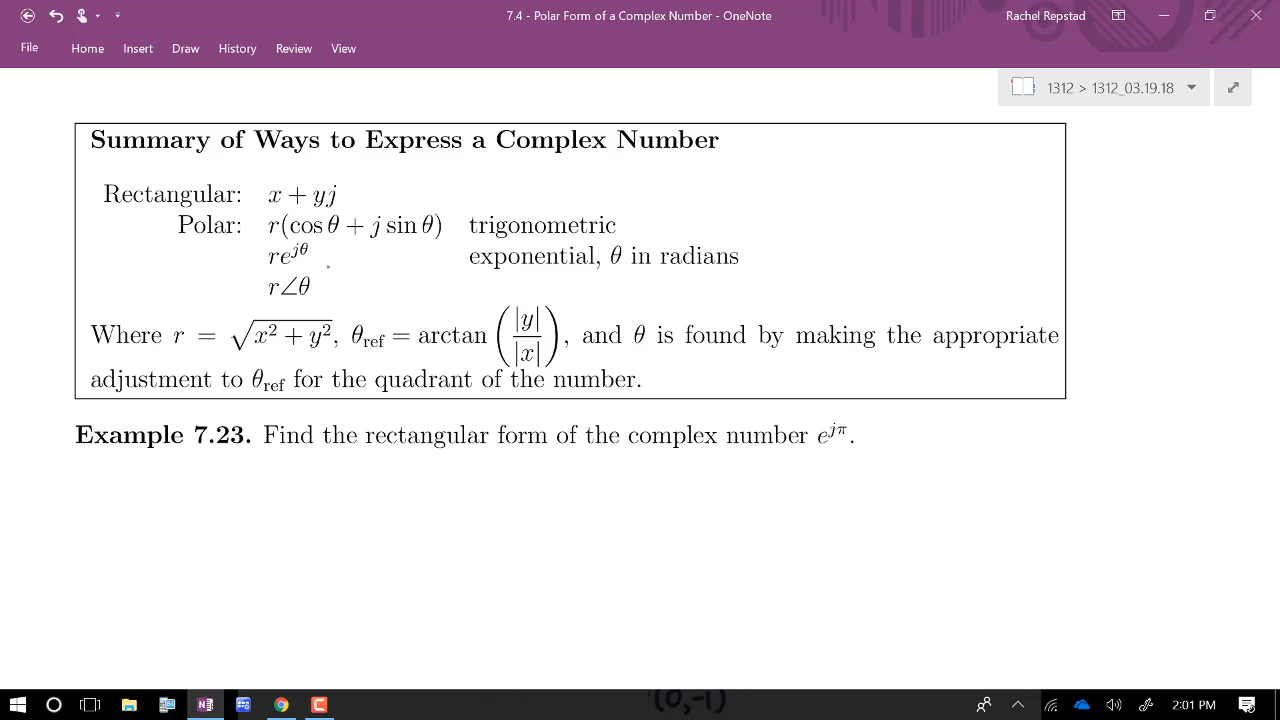 7.4 - Polar Form of a Complex Number - OneNote
Rachel Repstad
File Home Insert Draw History Review View
1312 > 1312_03.19.18
Summary of Ways to Express a Complex Number
Rectangular: x + yj
Polar: r(cos θ + j sin θ) trigonometric
re^{jθ} exponential, θ in radians
r∠θ
Where r = √(x² + y²), θ_ref = arctan(|y|/|x|), and θ is found by making the appropriate
adjustment to θ_ref for the quadrant of the number.
Example 7.23. Find the rectangular form of the complex number e^{jπ}.
(0,-1)
2:01 PM